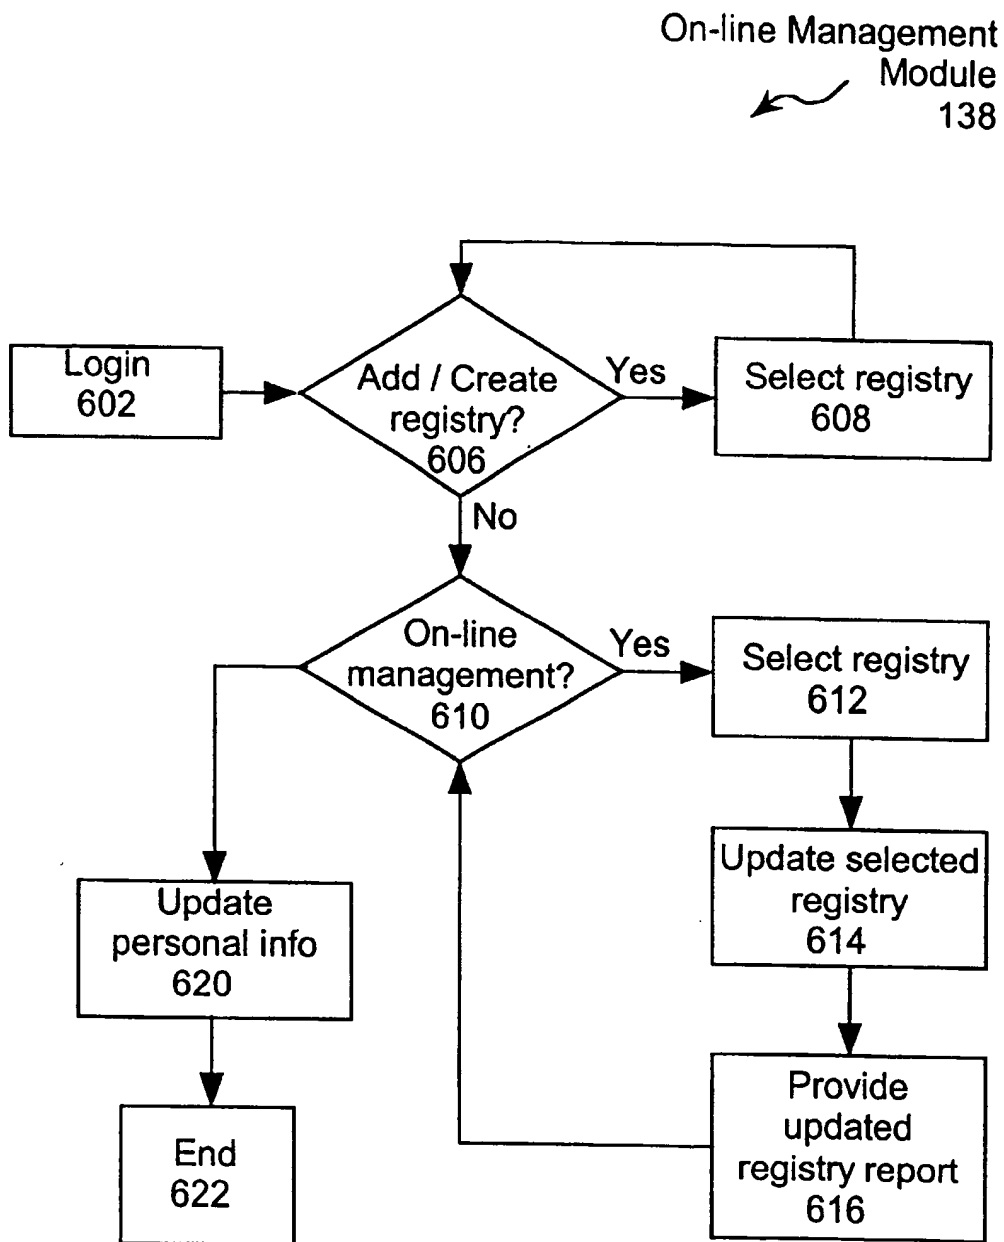 On-line Management
Module
138
Login
602
Add / Create
registry?
606
Yes
Select registry
608
No
On-line
management?
610
Yes
Select registry
612
Update selected
registry
614
Update
personal info
620
Provide
updated
registry report
616
End
622